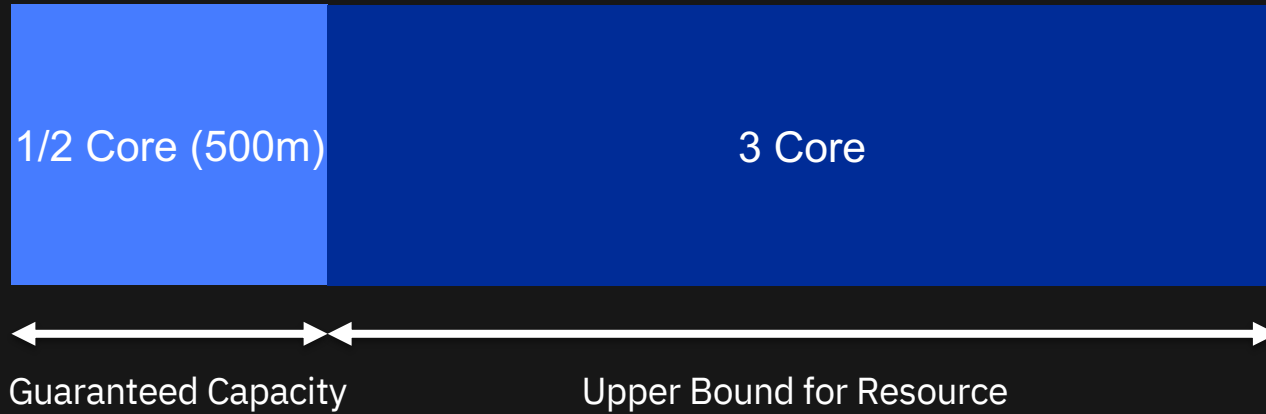 1/2 Core (500m)
3 Core
Guaranteed Capacity
Upper Bound for Resource